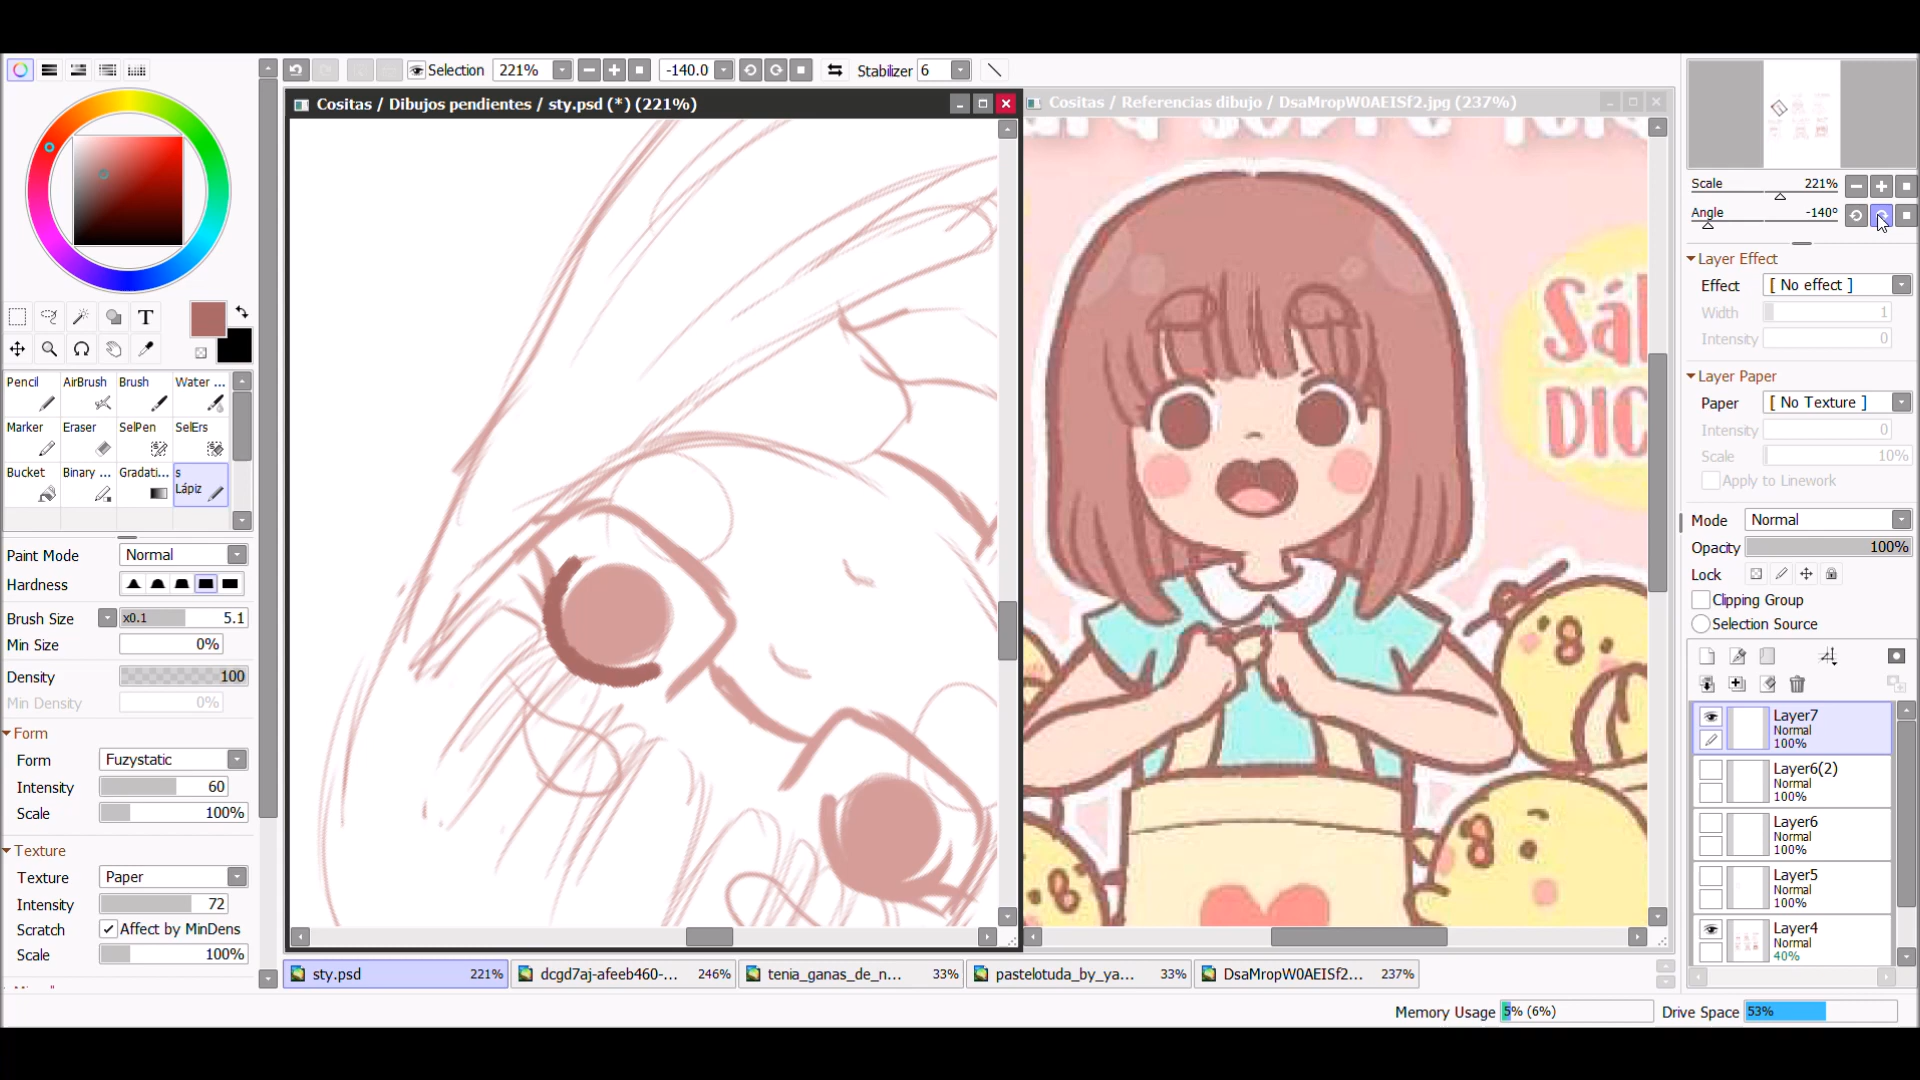 Selection
221%
-140.0
Stabilizer
6
Cositas / Dibujos pendientes / sty.psd (*) (221%)
Cositas / Referencias dibujo / DsaMropW0AEISf2.jpg (237%)
Scale
221%
Angle
-140°
Layer Effect
Effect
[ No effect ]
Width
1
Intensity
0
Layer Paper
Paper
[ No Texture ]
Intensity
0
Scale
10%
Apply to Linework
Mode
Normal
Opacity
100%
Lock
Clipping Group
Selection Source
Layer7
Normal
100%
Layer6(2)
Normal
100%
Layer6
Normal
100%
Layer5
Normal
100%
Layer4
Normal
40%
T
Pencil
AirBrush
Brush
Water ...
Marker
Eraser
SelPen
SelErs
Bucket
Binary ...
Gradati...
s
Lápiz
Paint Mode
Normal
Hardness
Brush Size
x0.1
5.1
Min Size
0%
Density
100
Min Density
0%
Form
Form
Fuzystatic
Intensity
60
Scale
100%
Texture
Texture
Paper
Intensity
72
Scratch
Affect by MinDens
Scale
100%
Sá
DIC
sty.psd
221%
dcgd7aj-afeeb460-...
246%
tenia_ganas_de_n...
33%
pastelotuda_by_ya...
33%
DsaMropW0AEISf2...
237%
Memory Usage
5% (6%)
Drive Space
53%